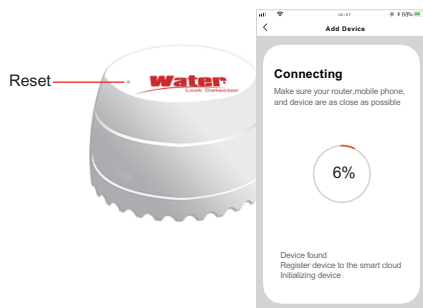 Reset
Water
Leak Detector
63%
Add Device
Connecting
Make sure your router,mobile phone,
and device are as close as possible
6%
Device found
Register device to the smart cloud
Initializing device